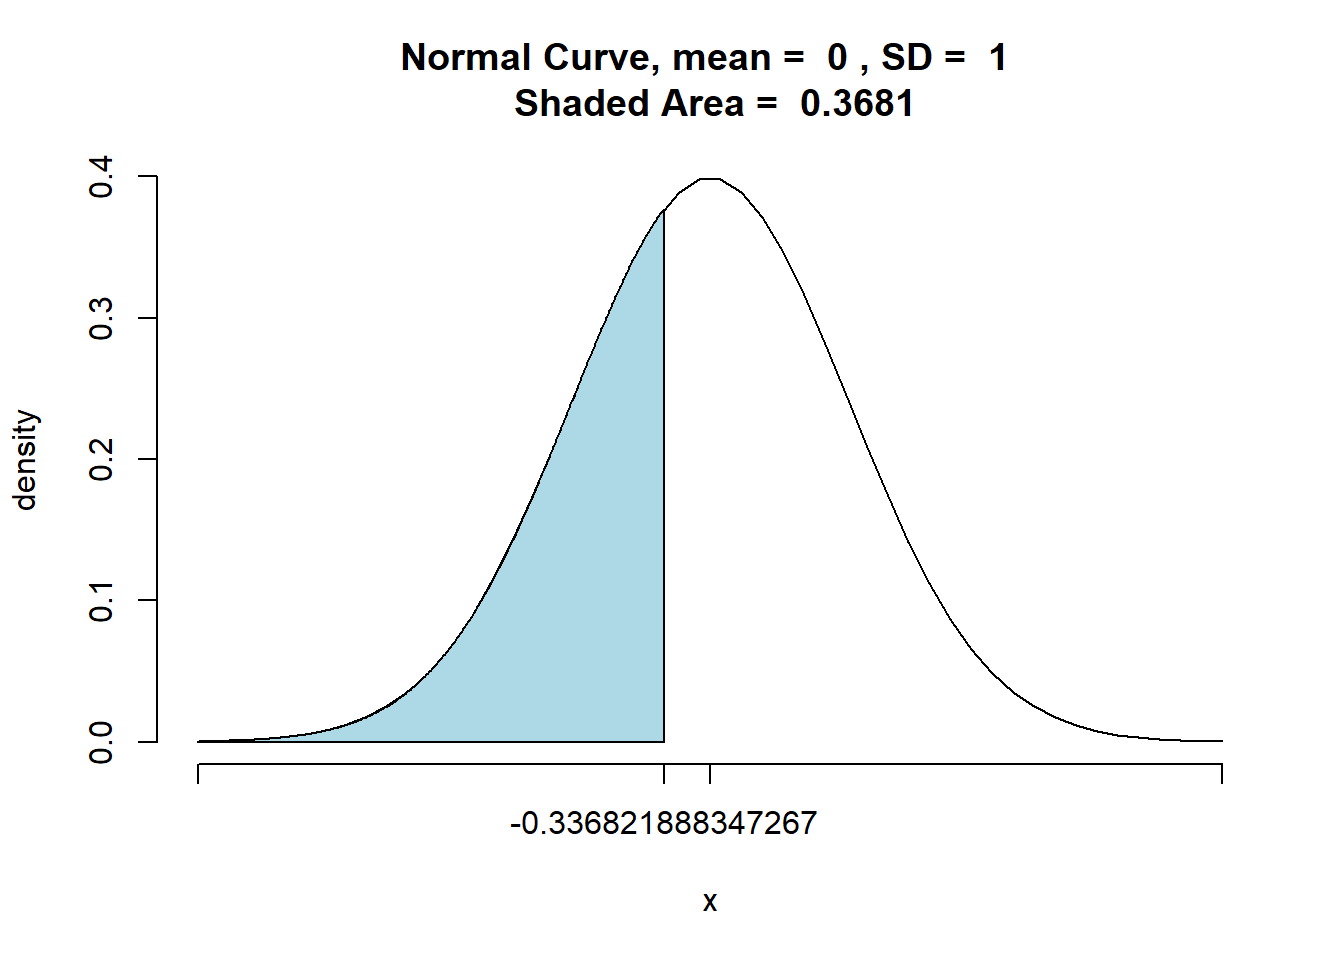 Normal Curve, mean =  0 , SD =  1
Shaded Area =  0.3681
0.4
0.3
0.2
0.1
0.0
density
-0.336821888347267
x